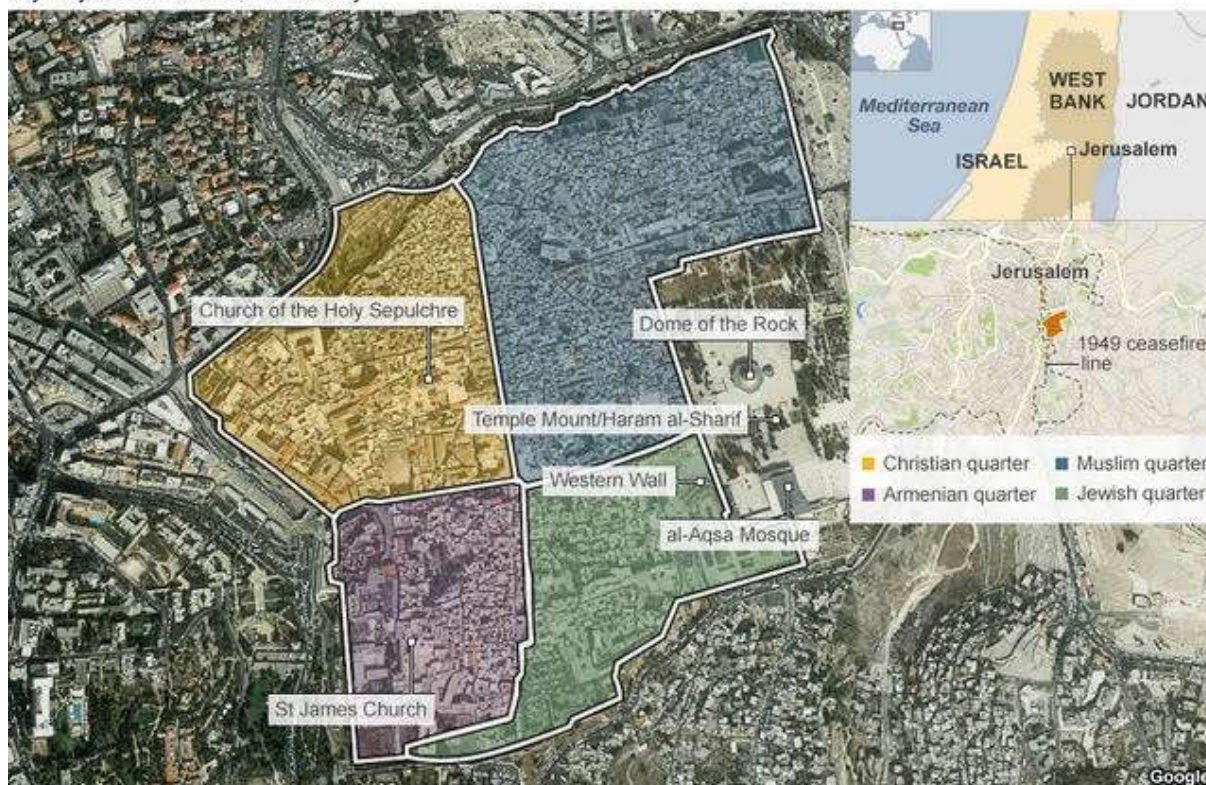 Church of the Holy Sepulchre
Dome of the Rock
Temple Mount/Haram al-Sharif
Western Wall
al-Aqsa Mosque
St James Church
Mediterranean
Sea
WEST
BANK
JORDAN
ISRAEL
Jerusalem
Jerusalem
1949 ceasefire
line
Christian quarter
Muslim quarter
Armenian quarter
Jewish quarter
Google